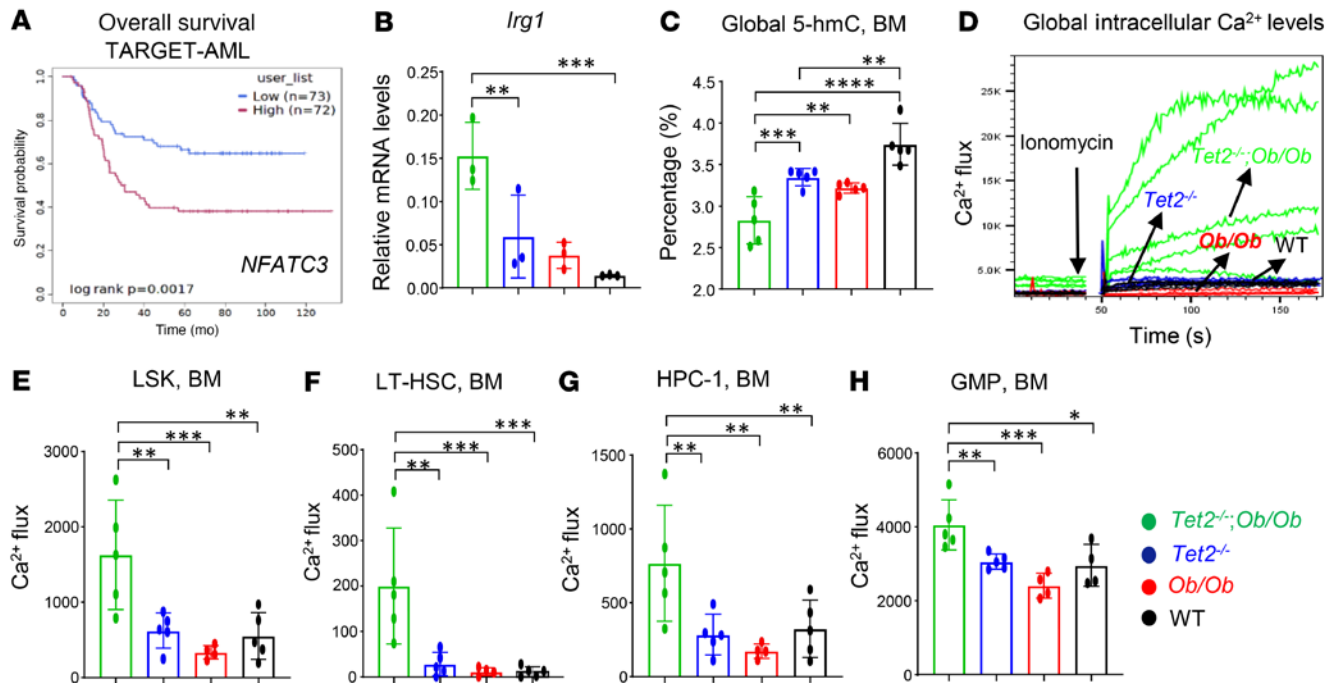 A
Overall survival
TARGET-AML
user_list
Low (n=73)
High (n=72)
Survival probability
1.0
0.8
0.6
0.4
0.2
0.0
NFATC3
log rank p=0.0017
0 20 40 60 80 100 120
Time (mo)
B
Irg1
Relative mRNA levels
0.25
0.20
0.15
0.10
0.05
0.00
***
**
C
Global 5-hmC, BM
Percentage (%)
4.5
4.0
3.5
3.0
2.5
2.0
**
****
**
***
D
Global intracellular Ca²⁺ levels
Ca²⁺ flux
25K
20K
15K
10K
5.0K
Ionomycin
Tet2⁻/⁻;Ob/Ob
Tet2⁻/⁻
Ob/Ob
WT
50 100 150
Time (s)
E
LSK, BM
Ca²⁺ flux
3000
2000
1000
0
**
***
**
F
LT-HSC, BM
Ca²⁺ flux
500
400
300
200
100
0
***
***
**
G
HPC-1, BM
Ca²⁺ flux
1500
1000
500
0
**
**
**
H
GMP, BM
Ca²⁺ flux
6000
4000
2000
0
*
***
**
Tet2⁻/⁻;Ob/Ob
Tet2⁻/⁻
Ob/Ob
WT